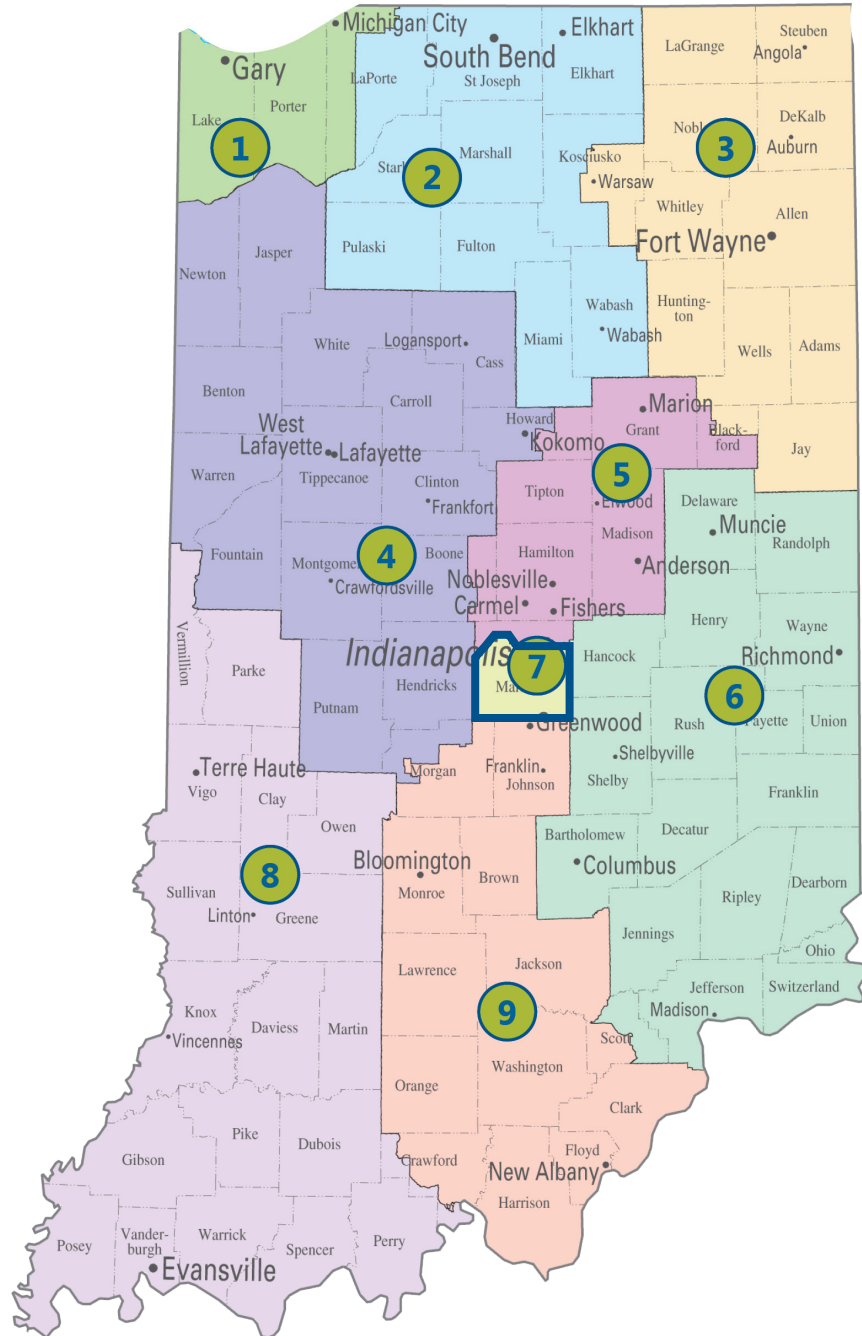 Michigan City
Elkhart
Steuben
South Bend
LaGrange
Angola
Gary
LaPorte
St Joseph
Elkhart
Porter
Lake
DeKalb
1
2
3
Marshall
Kosciusko
Auburn
Warsaw
Whitley
Allen
Pulaski
Fulton
Fort Wayne
Jasper
Newton
Wabash
Hunting-
ton
White
Logansport
Miami
Wabash
Cass
Wells
Adams
Benton
Carroll
Howard
Marion
West
Lafayette
Lafayette
Kokomo
Grant
Black-
ford
Jay
Warren
Tippecanoe
Clinton
5
Frankfort
Tipton
Elwood
Delaware
Muncie
Madison
Randolph
Fountain
4
Boone
Hamilton
Anderson
Crawfordsville
Noblesville
Carmel
Fishers
Henry
Wayne
Vermillion
Parke
Indianapolis
7
Hancock
Richmond
Hendricks
6
Putnam
Greenwood
Rush
Union
Shelbyville
Terre Haute
Morgan
Franklin
Johnson
Shelby
Vigo
Clay
Franklin
Owen
Bartholomew
Decatur
Bloomington
Columbus
8
Monroe
Brown
Sullivan
Ripley
Dearborn
Linton
Greene
Jennings
Ohio
Lawrence
Jackson
Jefferson
Switzerland
Knox
9
Madison
Daviess
Martin
Vincennes
Scott
Orange
Washington
Clark
Pike
Dubois
Gibson
Crawford
Floyd
New Albany
Harrison
Vander-
burgh
Warrick
Posey
Spencer
Perry
Evansville